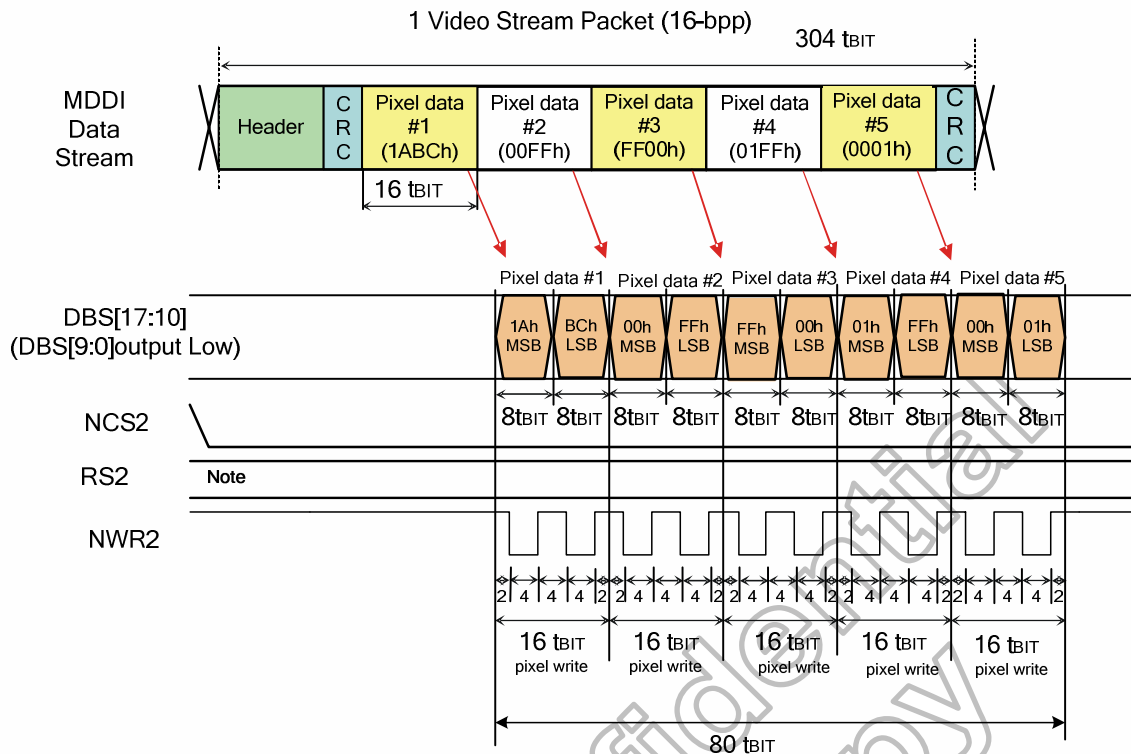 1 Video Stream Packet (16-bpp)
304 tBIT
MDDI
Data
Stream
Header
C
R
C
Pixel data
#1
(1ABCh)
Pixel data
#2
(00FFh)
Pixel data
#3
(FF00h)
Pixel data
#4
(01FFh)
Pixel data
#5
(0001h)
C
R
C
16 tBIT
Pixel data #1 Pixel data #2 Pixel data #3 Pixel data #4 Pixel data #5
DBS[17:10]
(DBS[9:0]output Low)
1Ah
MSB
BCh
LSB
00h
MSB
FFh
LSB
FFh
MSB
00h
LSB
01h
MSB
FFh
LSB
00h
MSB
01h
LSB
8tBIT 8tBIT 8tBIT 8tBIT 8tBIT 8tBIT 8tBIT 8tBIT 8tBIT 8tBIT
NCS2
RS2
Note
NWR2
2 4 4 4 2 2 4 4 4 2 2 4 4 4 2 2 4 4 4 2 2 4 4 4 2
16 tBIT 16 tBIT 16 tBIT 16 tBIT 16 tBIT
pixel write pixel write pixel write pixel write pixel write
80 tBIT